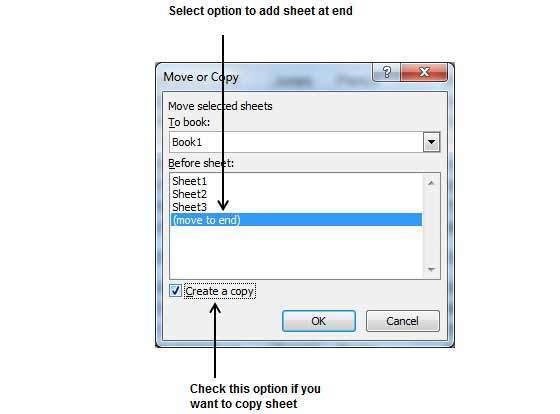 Select option to add sheet at end
Move or Copy
Move selected sheets
To book:
Book1
Before sheet:
Sheet1
Sheet2
Sheet3
(move to end)
Create a copy
OK
Cancel
Check this option if you
want to copy sheet